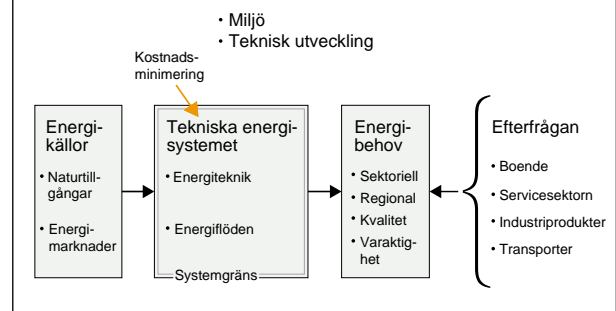 • Miljö
• Teknisk utveckling
Kostnads-
minimering
Energi-
källor
• Naturtill-
gångar
• Energi-
marknader
Tekniska energi-
systemet
• Energiteknik
• Energiflöden
Systemgräns
Energi-
behov
• Sektoriell
• Regional
• Kvalitet
• Varaktig-
het
Efterfrågan
• Boende
• Servicesektorn
• Industriprodukter
• Transporter